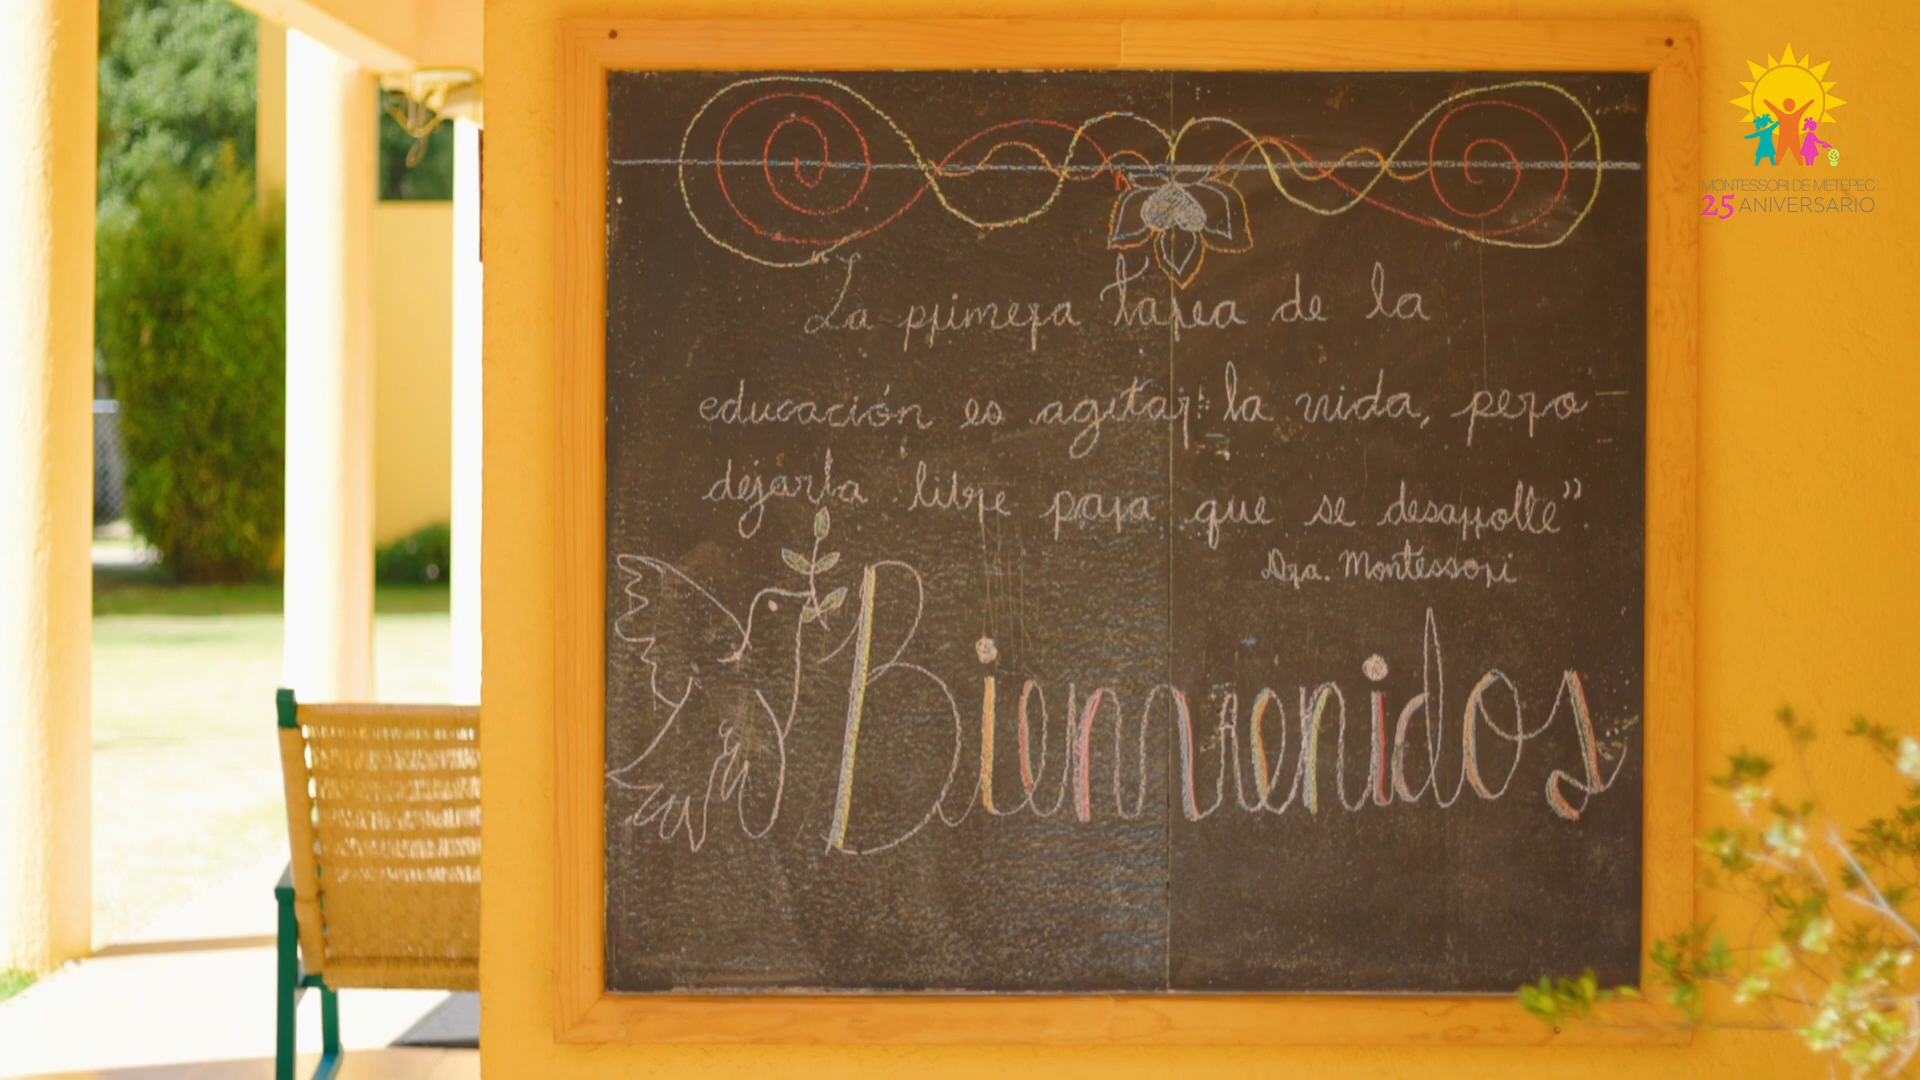 "La primera tarea de la
educación es agitar la vida, pero
dejarla libre para que se desarrolle".
Dra. Montessori
Bienvenidos
MONTESSORI DE METEPEC
25 ANIVERSARIO